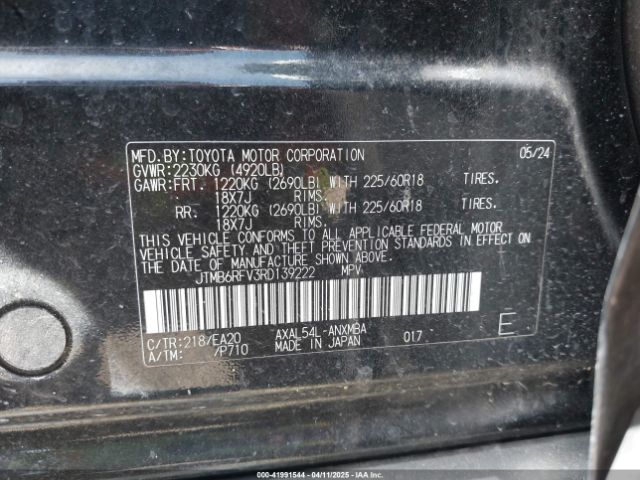 MFD.BY:TOYOTA MOTOR CORPORATION 05/24
GVWR:2230KG (4920LB)
GAWR:FRT. 1220KG (2690LB) WITH 225/60R18 TIRES.
18X7J RIMS.
RR. 1220KG (2690LB) WITH 225/60R18 TIRES.
18X7J RIMS.
THIS VEHICLE CONFORMS TO ALL APPLICABLE FEDERAL MOTOR
VEHICLE SAFETY AND THEFT PREVENTION STANDARDS IN EFFECT
ON THE DATE OF MANUFACTURE SHOWN ABOVE.
JTMB6RFV3RD139222 MPV
C/TR:218/EA20 AXAL54L-ANXMBA 017 E
A/TM: /P710 MADE IN JAPAN
000-41991544 - 04/11/2025 - IAAI.COM